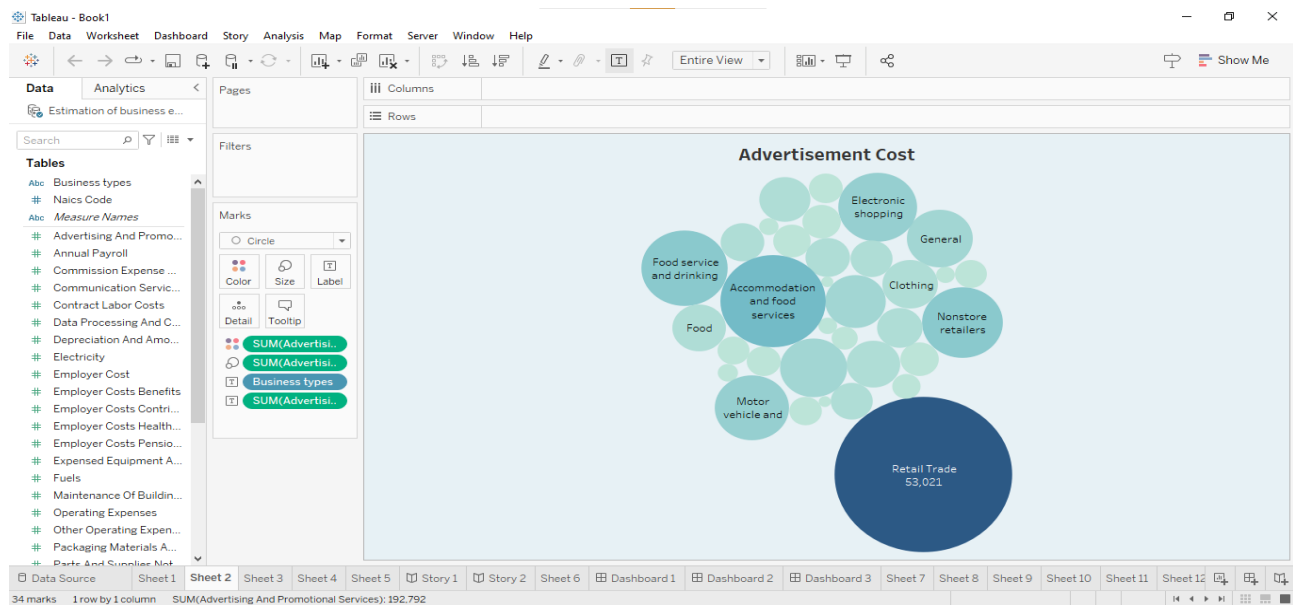 Tableau - Book1
File Data Worksheet Dashboard Story Analysis Map Format Server Window Help
Entire View
Show Me
Data Analytics
Estimation of business e...
Search
Tables
Abc Business types
# Naics Code
Abc Measure Names
# Advertising And Promo...
# Annual Payroll
# Commission Expense ...
# Communication Servic...
# Contract Labor Costs
# Data Processing And C...
# Depreciation And Amo...
# Electricity
# Employer Cost
# Employer Costs Benefits
# Employer Costs Contri...
# Employer Costs Health...
# Employer Costs Pensio...
# Expensed Equipment A...
# Fuels
# Maintenance Of Buildin...
# Operating Expenses
# Other Operating Expen...
# Packaging Materials A...
# Parts And Supplies Not
Pages
Filters
Marks
Circle
Color Size Label
Detail Tooltip
SUM(Advertisi..
SUM(Advertisi..
Business types
SUM(Advertisi..
Columns
Rows
Advertisement Cost
Electronic
shopping
General
Food service
and drinking
Accommodation
and food
services
Clothing
Nonstore
retailers
Food
Motor
vehicle and
Retail Trade
53,021
Data Source Sheet 1 Sheet 2 Sheet 3 Sheet 4 Sheet 5 Story 1 Story 2 Sheet 6 Dashboard 1 Dashboard 2 Dashboard 3 Sheet 7 Sheet 8 Sheet 9 Sheet 10 Sheet 11 Sheet 12
34 marks 1 row by 1 column SUM(Advertising And Promotional Services): 192,792